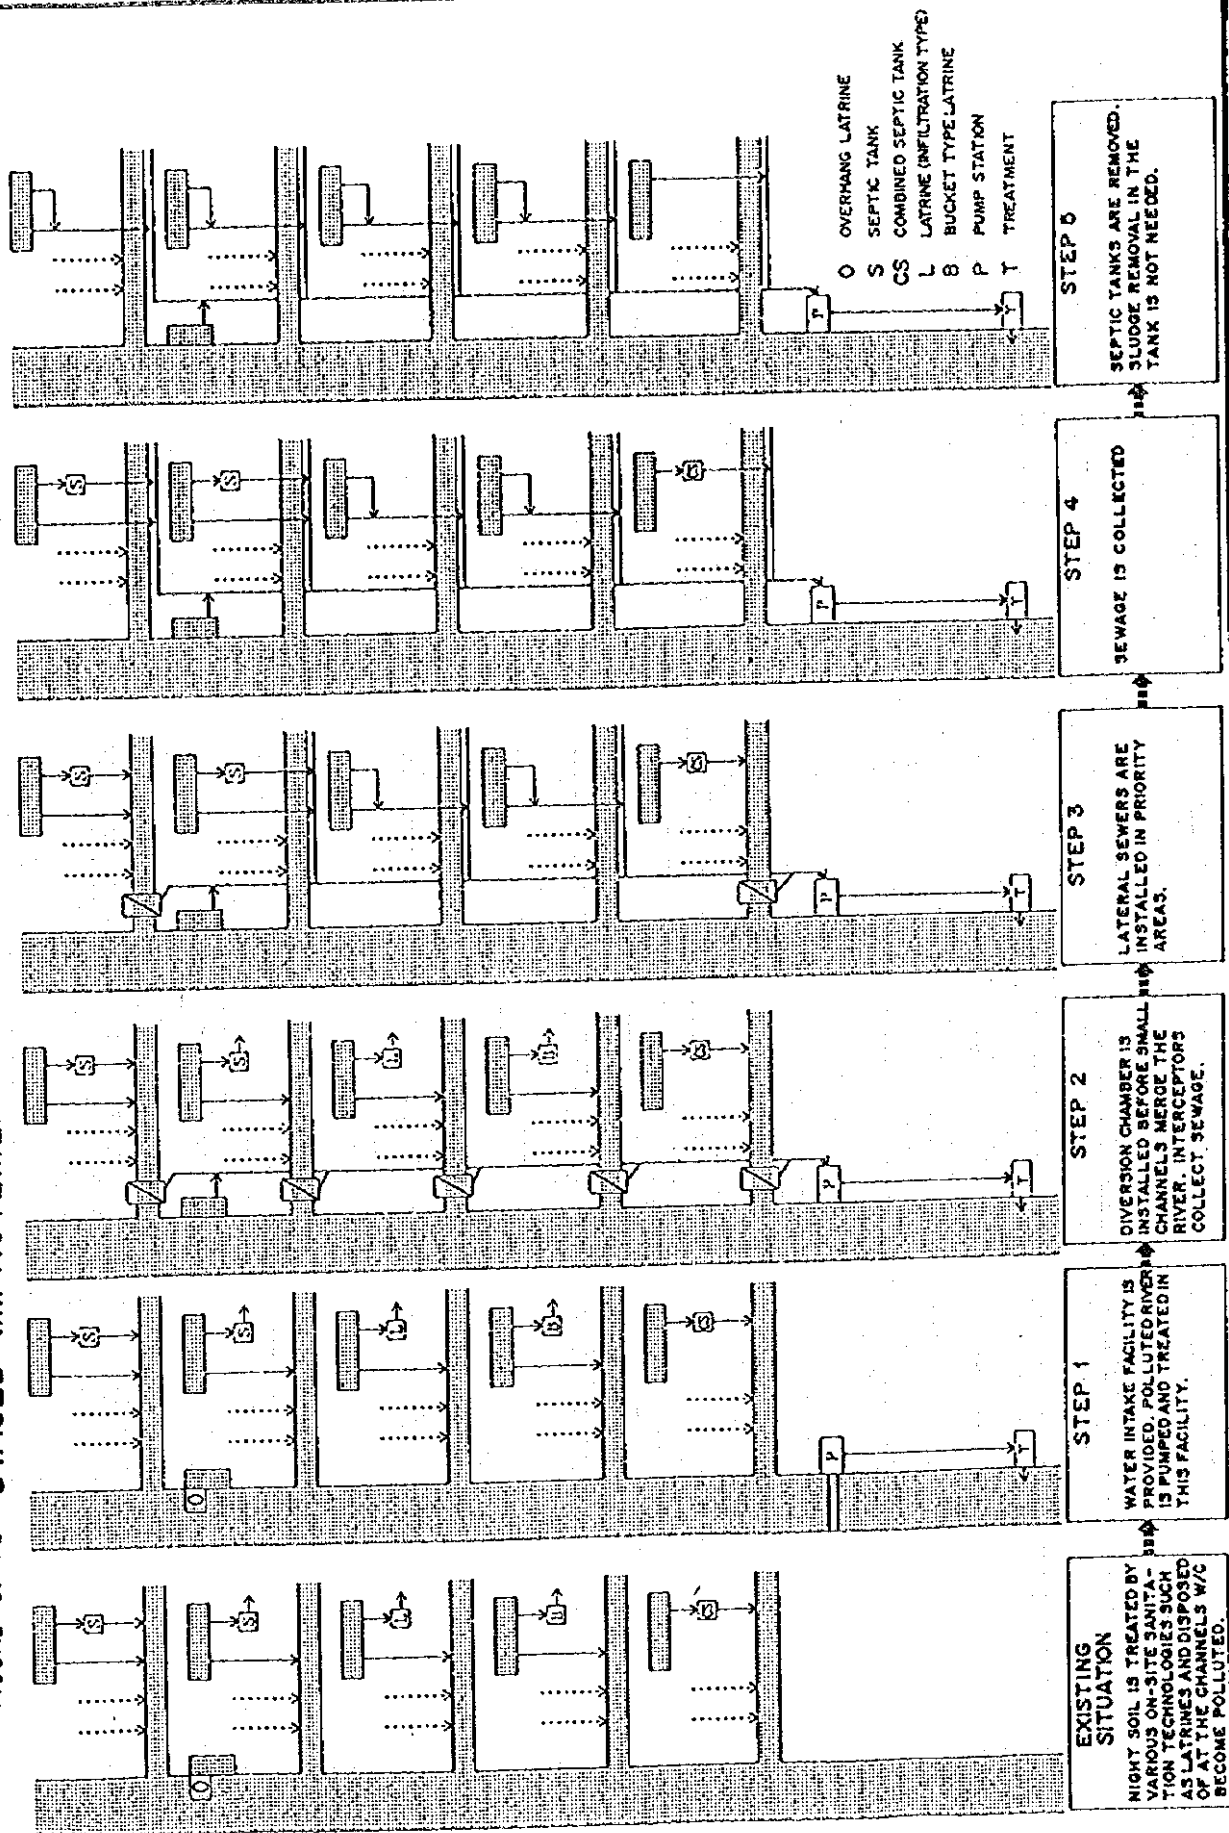 EXISTING
SITUATION
NIGHT SOIL IS TREATED BY
VARIOUS ON-SITE SANITA-
TION TECHNOLOGIES SUCH
AS LATRINES AND DISPOSED
OF AT THE CHANNELS W/C
BECOME POLLUTED.
STEP 1
WATER INTAKE FACILITY IS
PROVIDED. POLLUTED RIVER
IS PUMPED AND TREATED IN
THIS FACILITY.
STEP 2
DIVERSION CHAMBER IS
INSTALLED BEFORE SMALL
CHANNELS MERGE THE
RIVER. INTERCEPTORS
COLLECT SEWAGE.
STEP 3
LATERAL SEWERS ARE
INSTALLED IN PRIORITY
AREAS.
STEP 4
SEWAGE IS COLLECTED
STEP 5
SEPTIC TANKS ARE REMOVED.
SLUDGE REMOVAL IN THE
TANK IS NOT NEEDED.
O OVERHANG LATRINE
S SEPTIC TANK
CS COMBINED SEPTIC TANK
L LATRINE (INFILTRATION TYPE)
B BUCKET TYPE LATRINE
P PUMP STATION
T TREATMENT
O
S
S
L
B
CS
O
S
S
L
B
CS
P
T
S
S
L
B
CS
P
T
S
S
CS
P
T
S
S
CS
P
T
P
T